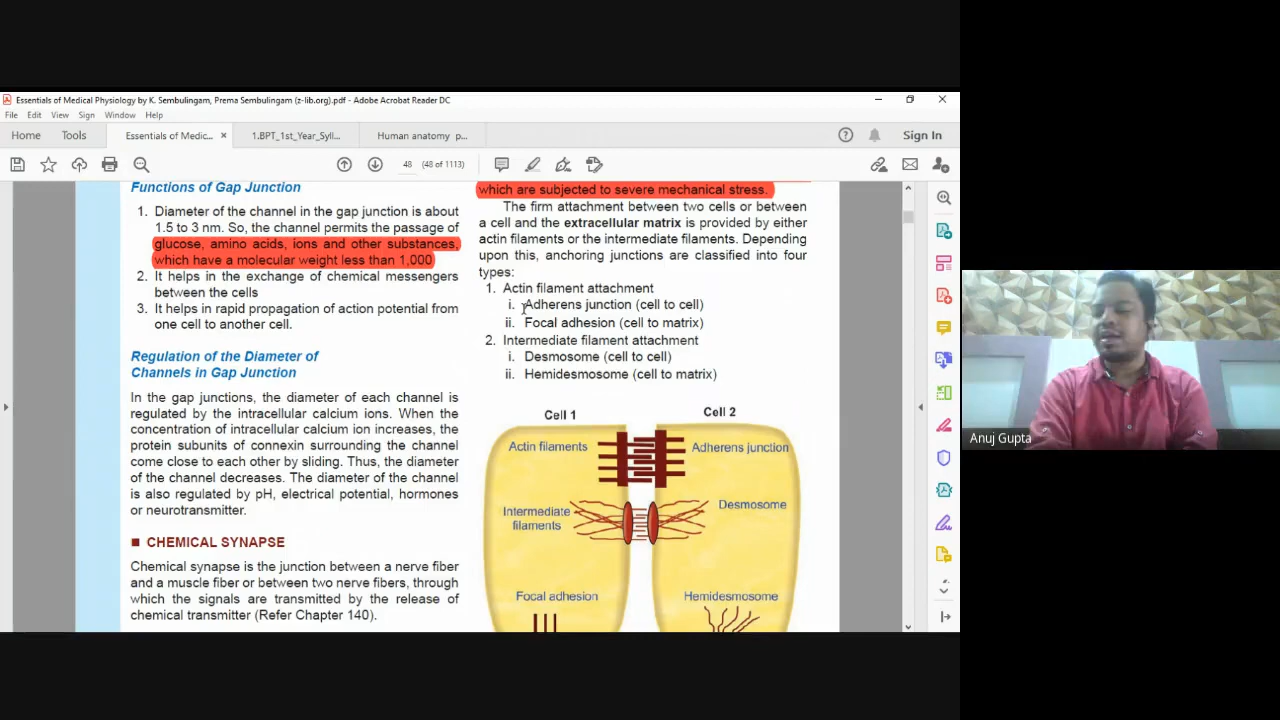 Essentials of Medical Physiology by K. Sembulingam, Prema Sembulingam (z-lib.org).pdf - Adobe Acrobat Reader DC
File Edit View Sign Window Help
Home Tools Essentials of Medic... × 1.BPT_1st_Year_Syll... Human anatomy p... Sign In
48 (48 of 1113)
Functions of Gap Junction
1. Diameter of the channel in the gap junction is about
1.5 to 3 nm. So, the channel permits the passage of
glucose, amino acids, ions and other substances,
which have a molecular weight less than 1,000
2. It helps in the exchange of chemical messengers
between the cells
3. It helps in rapid propagation of action potential from
one cell to another cell.
Regulation of the Diameter of
Channels in Gap Junction
In the gap junctions, the diameter of each channel is
regulated by the intracellular calcium ions. When the
concentration of intracellular calcium ion increases, the
protein subunits of connexin surrounding the channel
come close to each other by sliding. Thus, the diameter
of the channel decreases. The diameter of the channel
is also regulated by pH, electrical potential, hormones
or neurotransmitter.
■ CHEMICAL SYNAPSE
Chemical synapse is the junction between a nerve fiber
and a muscle fiber or between two nerve fibers, through
which the signals are transmitted by the release of
chemical transmitter (Refer Chapter 140).
which are subjected to severe mechanical stress.
The firm attachment between two cells or between
a cell and the extracellular matrix is provided by either
actin filaments or the intermediate filaments. Depending
upon this, anchoring junctions are classified into four
types:
1. Actin filament attachment
i. Adherens junction (cell to cell)
ii. Focal adhesion (cell to matrix)
2. Intermediate filament attachment
i. Desmosome (cell to cell)
ii. Hemidesmosome (cell to matrix)
Cell 1 Cell 2
Actin filaments Adherens junction
Intermediate
filaments
Desmosome
Focal adhesion Hemidesmosome
Anuj Gupta